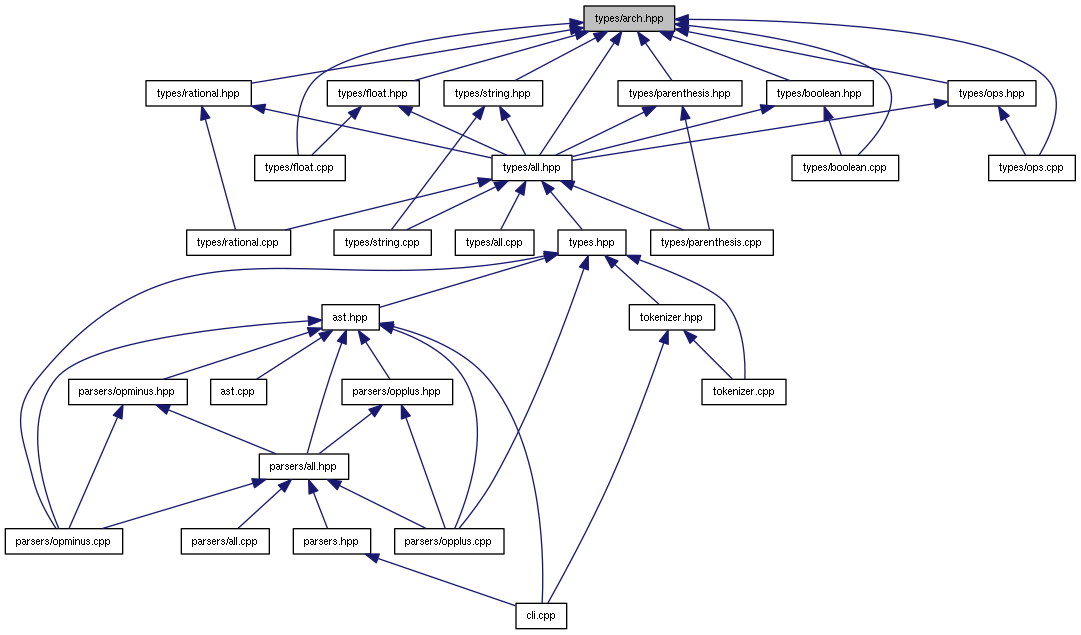 types/arch.hpp
types/rational.hpp
types/float.hpp
types/string.hpp
types/parenthesis.hpp
types/boolean.hpp
types/ops.hpp
types/float.cpp
types/all.hpp
types/boolean.cpp
types/ops.cpp
types/rational.cpp
types/string.cpp
types/all.cpp
types.hpp
types/parenthesis.cpp
ast.hpp
tokenizer.hpp
parsers/opminus.hpp
ast.cpp
parsers/opplus.hpp
tokenizer.cpp
parsers/all.hpp
parsers/opminus.cpp
parsers/all.cpp
parsers.hpp
parsers/opplus.cpp
cli.cpp